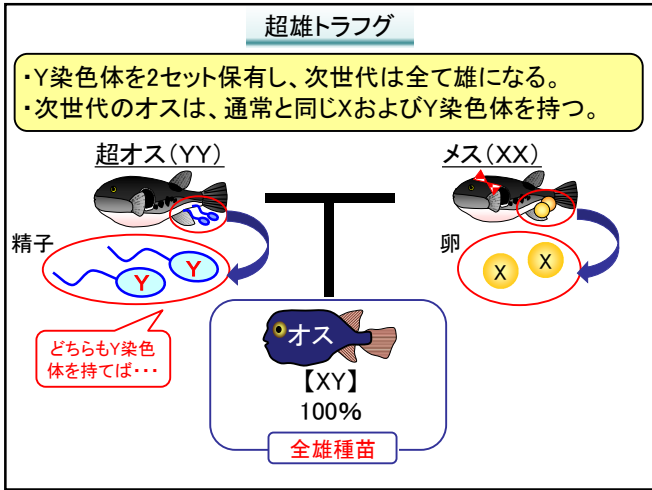 超雄トラフグ
・Y染色体を2セット保有し、次世代は全て雄になる。
・次世代のオスは、通常と同じXおよびY染色体を持つ。
超オス(YY)
メス(XX)
精子
Y
Y
卵
X
X
どちらもY染色
体を持てば・・・
オス
【XY】
100%
全雄種苗